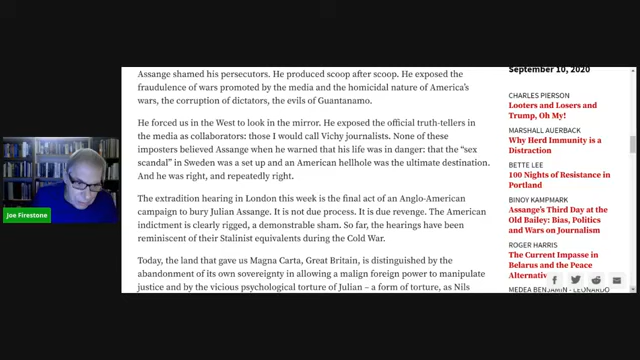 Assange shamed his persecutors. He produced scoop after scoop. He exposed the
fraudulence of wars promoted by the media and the homicidal nature of America's
wars, the corruption of dictators, the evils of Guantanamo.
He forced us in the West to look in the mirror. He exposed the official truth-tellers in
the media as collaborators: those I would call Vichy journalists. None of these
imposters believed Assange when he warned that his life was in danger: that the “sex
scandal” in Sweden was a set up and an American hellhole was the ultimate destination.
And he was right, and repeatedly right.
The extradition hearing in London this week is the final act of an Anglo-American
campaign to bury Julian Assange. It is not due process. It is due revenge. The American
indictment is clearly rigged, a demonstrable sham. So far, the hearings have been
reminiscent of their Stalinist equivalents during the Cold War.
Today, the land that gave us Magna Carta, Great Britain, is distinguished by the
abandonment of its own sovereignty in allowing a malign foreign power to manipulate
justice and by the vicious psychological torture of Julian – a form of torture, as Nils
September 10, 2020
CHARLES PIERSON
Looters and Losers and
Trump, Oh My!
MARSHALL AUERBACK
Why Herd Immunity is a
Distraction
BETTE LEE
100 Nights of Resistance in
Portland
BINOY KAMPMARK
Assange's Third Day at the
Old Bailey: Bias, Politics
and Wars on Journalism
ROGER HARRIS
The Current Impasse in
Belarus and the Peace
Alternative
MEDEA BENJAMIN - LEONARDO
Joe Firestone